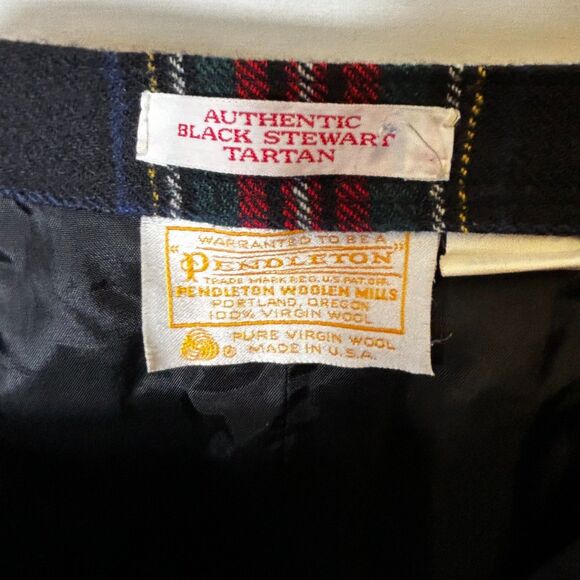 AUTHENTIC
BLACK STEWART
TARTAN
WARRANTED TO BE A
"PENDLETON"
TRADE MARK REG. U.S. PAT. OFF.
PENDLETON WOOLEN MILLS
PORTLAND, OREGON
100% VIRGIN WOOL
PURE VIRGIN WOOL
® MADE IN U.S.A.